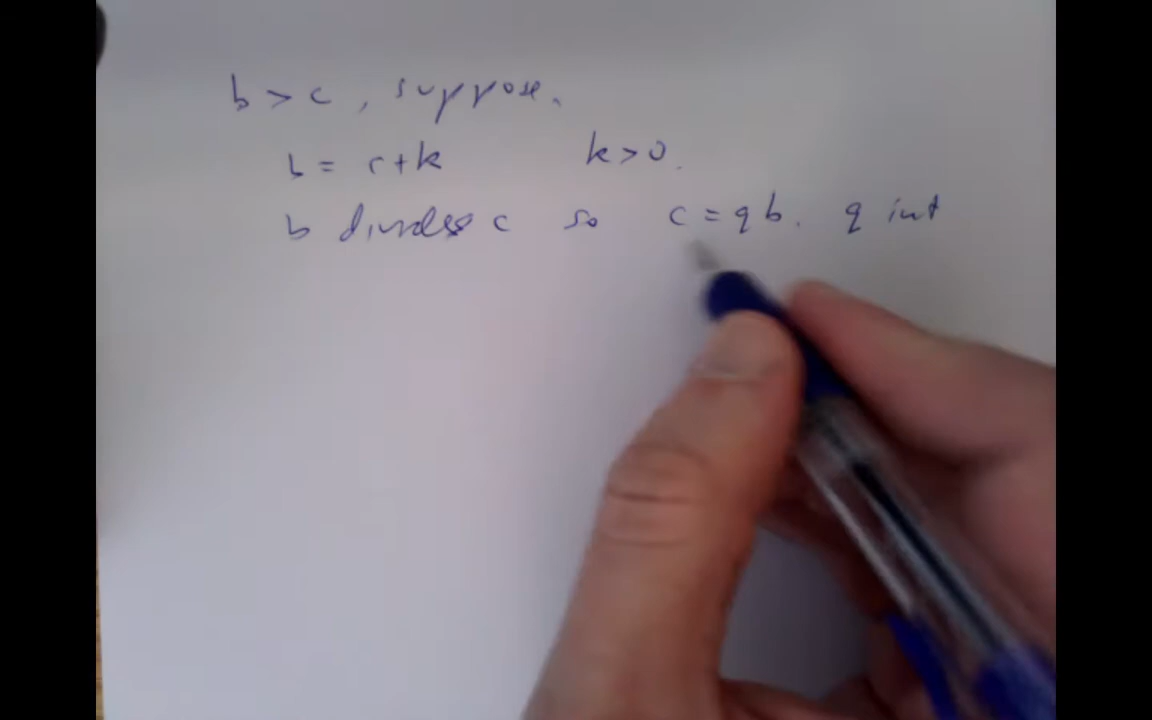 b > c, suppose.
b = c+k k>0.
b divides c so c = qb. q int